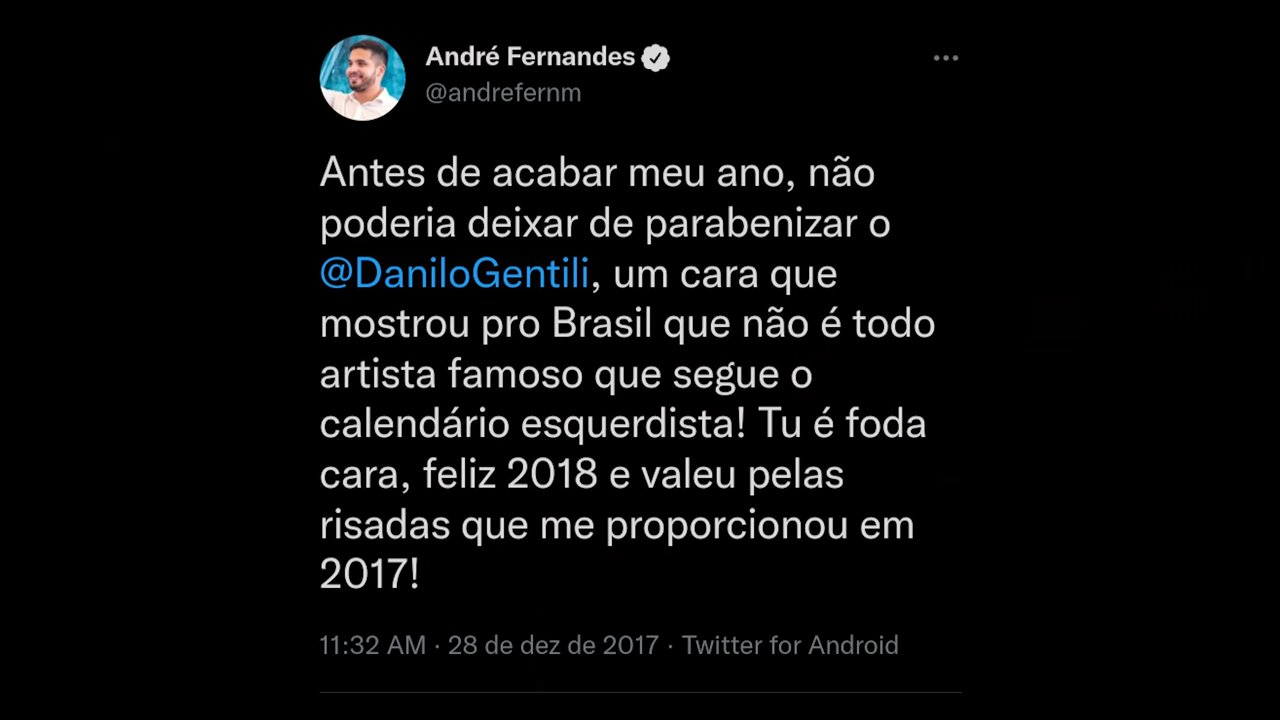 André Fernandes
@andrefernm
Antes de acabar meu ano, não
poderia deixar de parabenizar o
@DaniloGentili, um cara que
mostrou pro Brasil que não é todo
artista famoso que segue o
calendário esquerdista! Tu é foda
cara, feliz 2018 e valeu pelas
risadas que me proporcionou em
2017!
11:32 AM · 28 de dez de 2017 · Twitter for Android